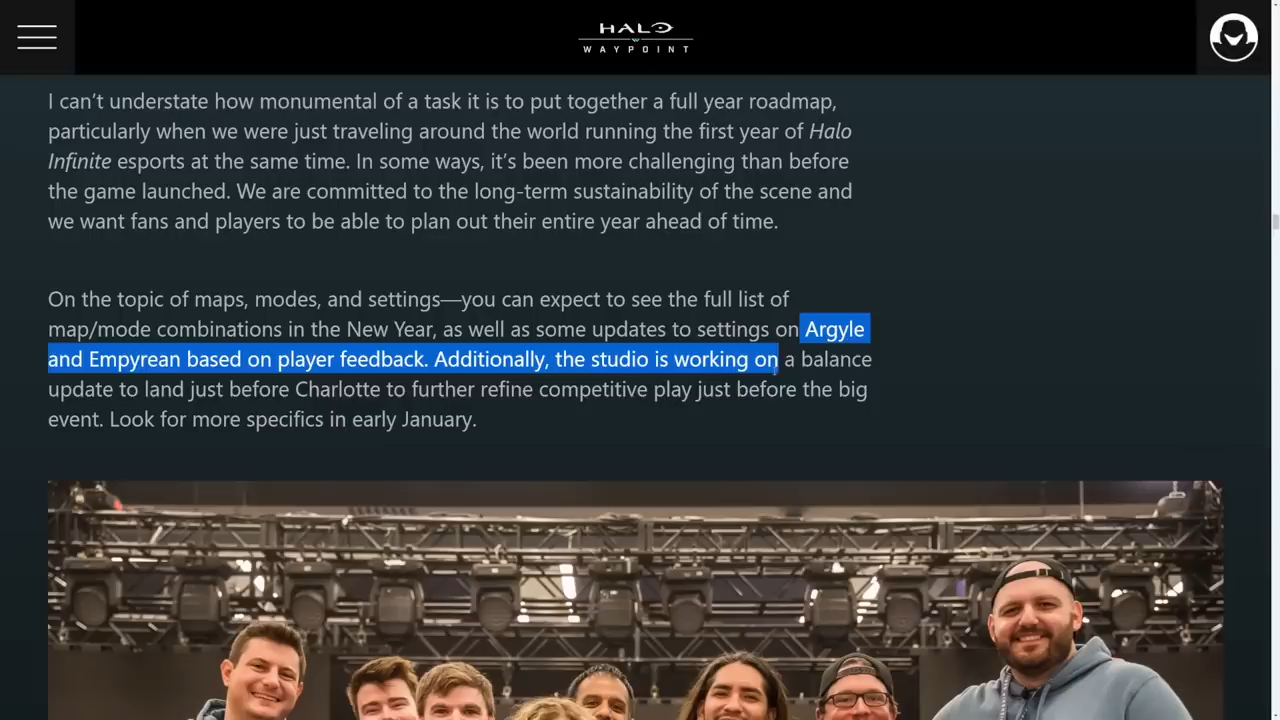 HALO
WAYPOINT
I can’t understate how monumental of a task it is to put together a full year roadmap,
particularly when we were just traveling around the world running the first year of Halo
Infinite esports at the same time. In some ways, it’s been more challenging than before
the game launched. We are committed to the long-term sustainability of the scene and
we want fans and players to be able to plan out their entire year ahead of time.
On the topic of maps, modes, and settings—you can expect to see the full list of
map/mode combinations in the New Year, as well as some updates to settings on Argyle
and Empyrean based on player feedback. Additionally, the studio is working on a balance
update to land just before Charlotte to further refine competitive play just before the big
event. Look for more specifics in early January.